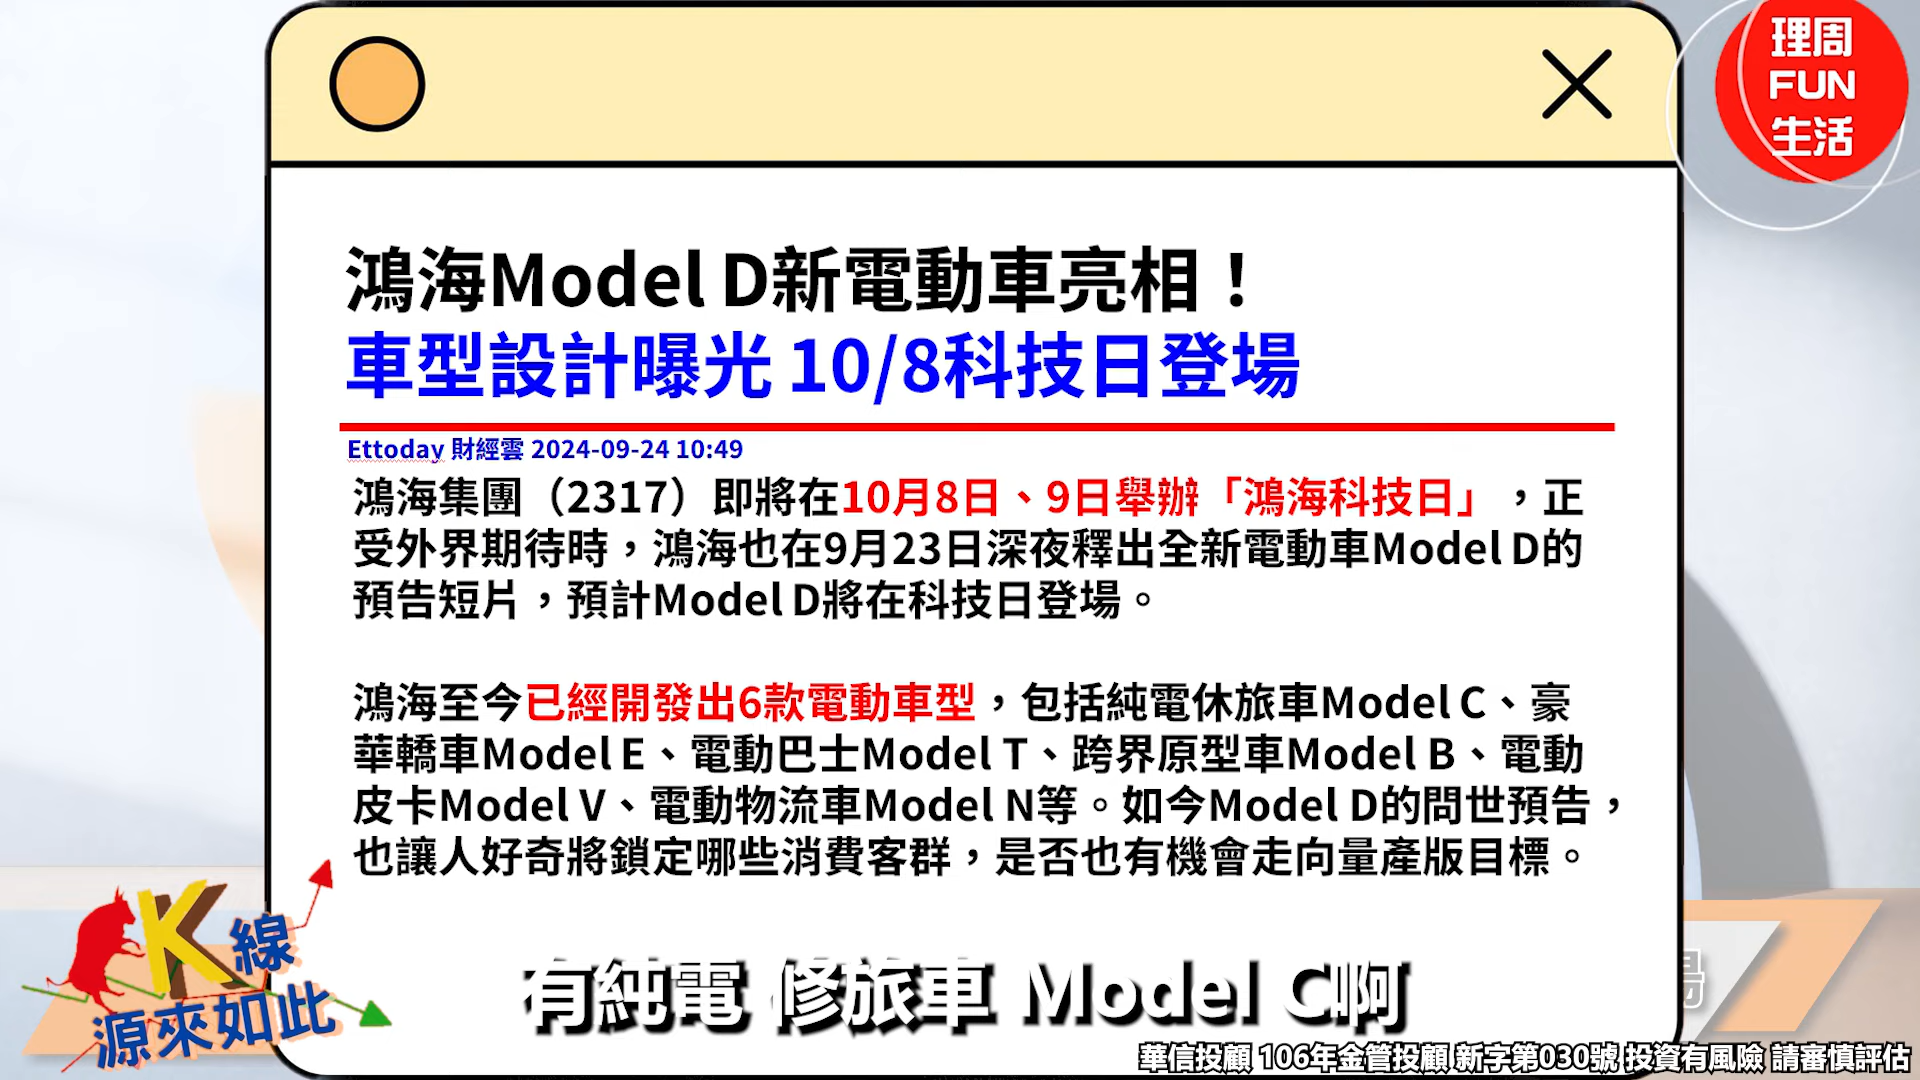 理周
FUN
生活
鴻海Model D新電動車亮相！
車型設計曝光 10/8科技日登場
Ettoday 財經雲 2024-09-24 10:49
鴻海集團（2317）即將在10月8日、9日舉辦「鴻海科技日」，正
受外界期待時，鴻海也在9月23日深夜釋出全新電動車Model D的
預告短片，預計Model D將在科技日登場。
鴻海至今已經開發出6款電動車型，包括純電休旅車Model C、豪
華轎車Model E、電動巴士Model T、跨界原型車Model B、電動
皮卡Model V、電動物流車Model N等。如今Model D的問世預告，
也讓人好奇將鎖定哪些消費客群，是否也有機會走向量產版目標。
K線
源來如此
有純電 修旅車 Model C啊
華信投顧 106年金管投顧 新字第030號 投資有風險 請審慎評估